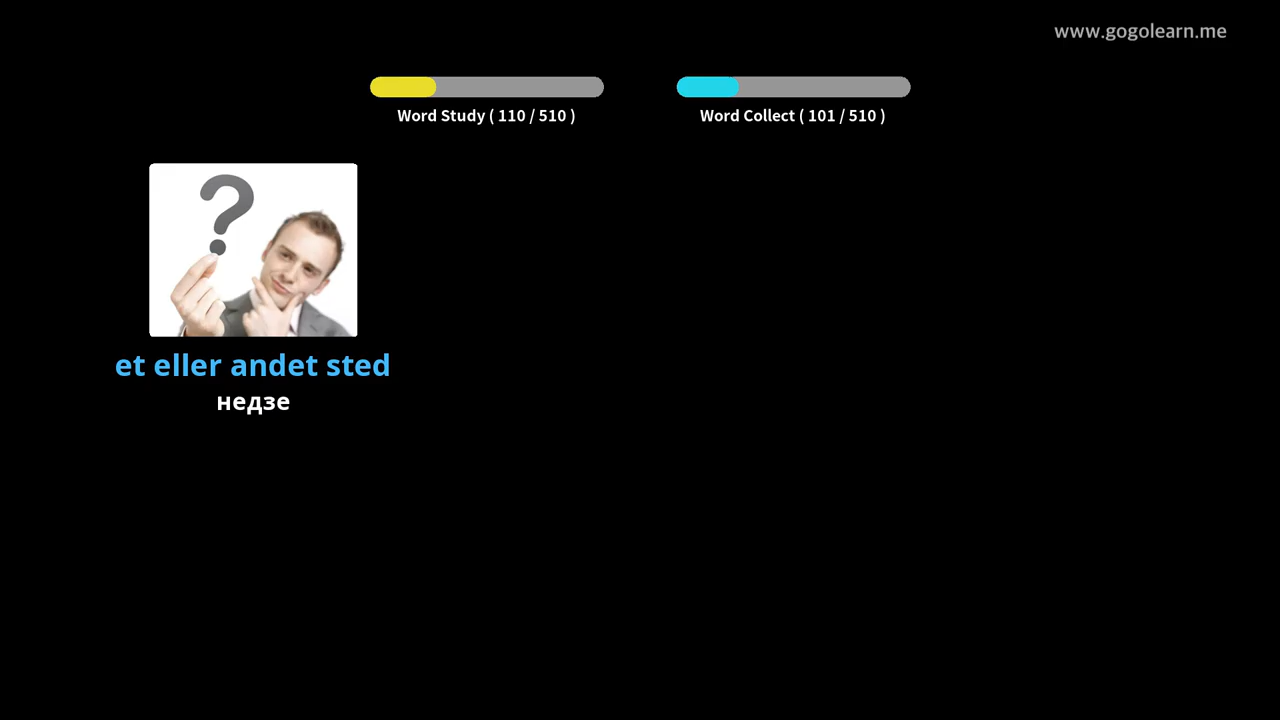 www.gogolearn.me
Word Study ( 110 / 510 )
Word Collect ( 101 / 510 )
?
et eller andet sted
недзе